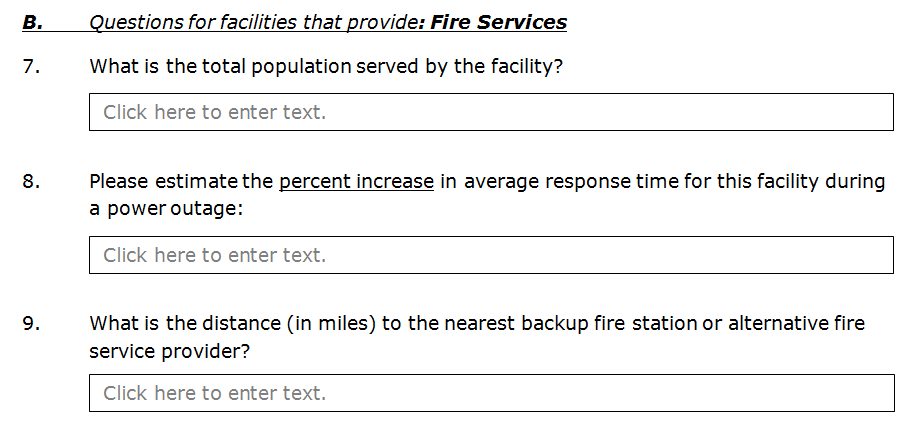 B. Questions for facilities that provide: Fire Services
7. What is the total population served by the facility?
Click here to enter text.
8. Please estimate the percent increase in average response time for this facility during
a power outage:
Click here to enter text.
9. What is the distance (in miles) to the nearest backup fire station or alternative fire
service provider?
Click here to enter text.